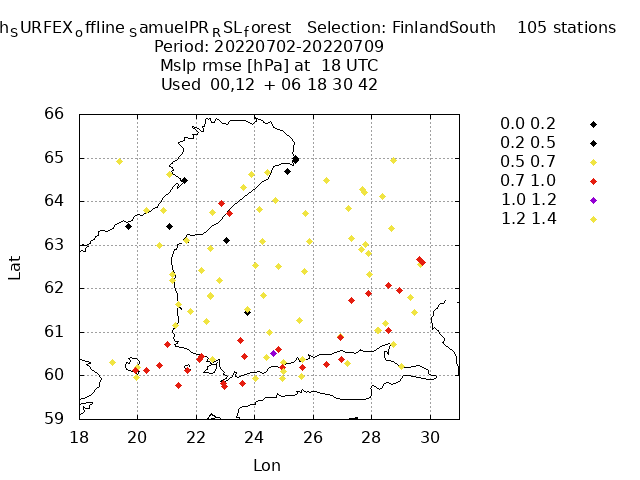 hSURFEXoffline SamuelPRRSLforest Selection: FinlandSouth 105 stations
Period: 20220702-20220709
Mslp rmse [hPa] at 18 UTC
Used 00,12 + 06 18 30 42
66
65
64
63
62
61
60
59
18 20 22 24 26 28 30
Lat
Lon
0.0 0.2
0.2 0.5
0.5 0.7
0.7 1.0
1.0 1.2
1.2 1.4